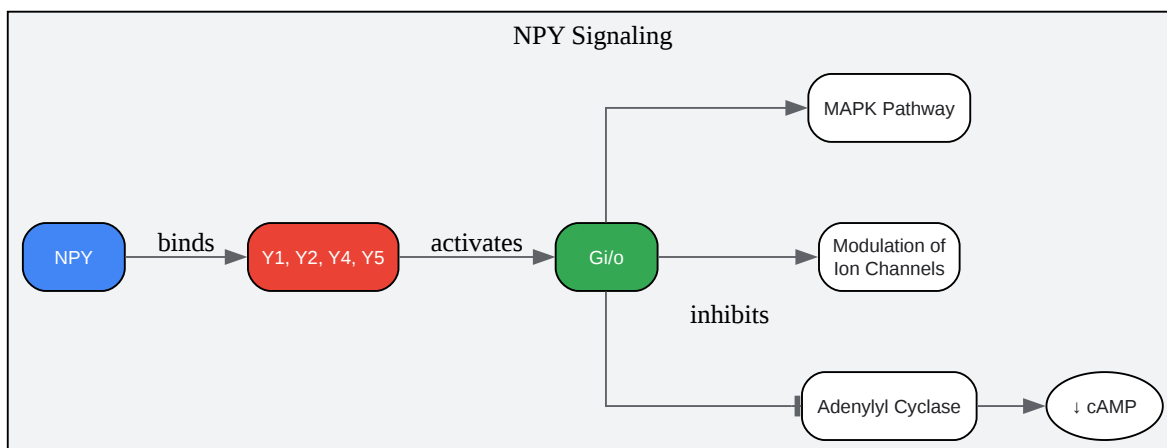 NPY Signaling
MAPK Pathway
NPY
binds
Y1, Y2, Y4, Y5
activates
Gi/o
Modulation of
Ion Channels
inhibits
Adenylyl Cyclase
↓ cAMP